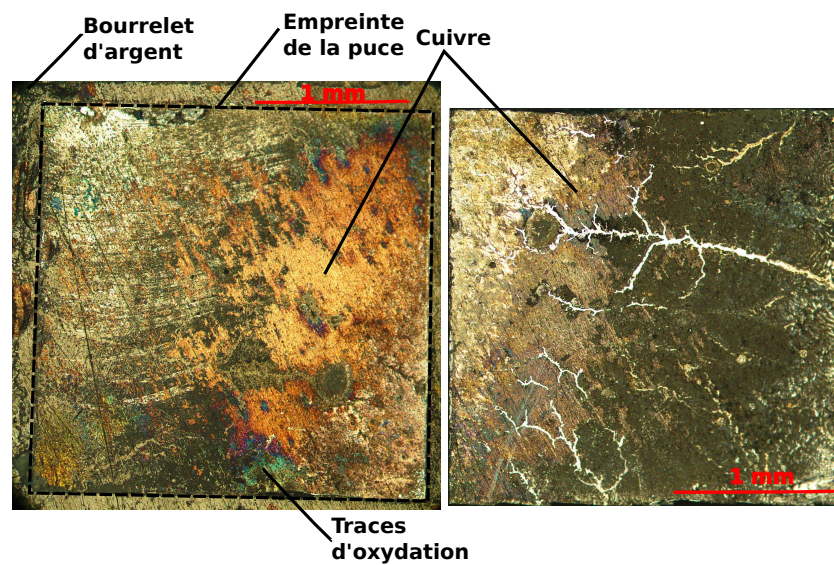 Bourrelet
d'argent
Empreinte
de la puce
Cuivre
1 mm
1 mm
Traces
d'oxydation